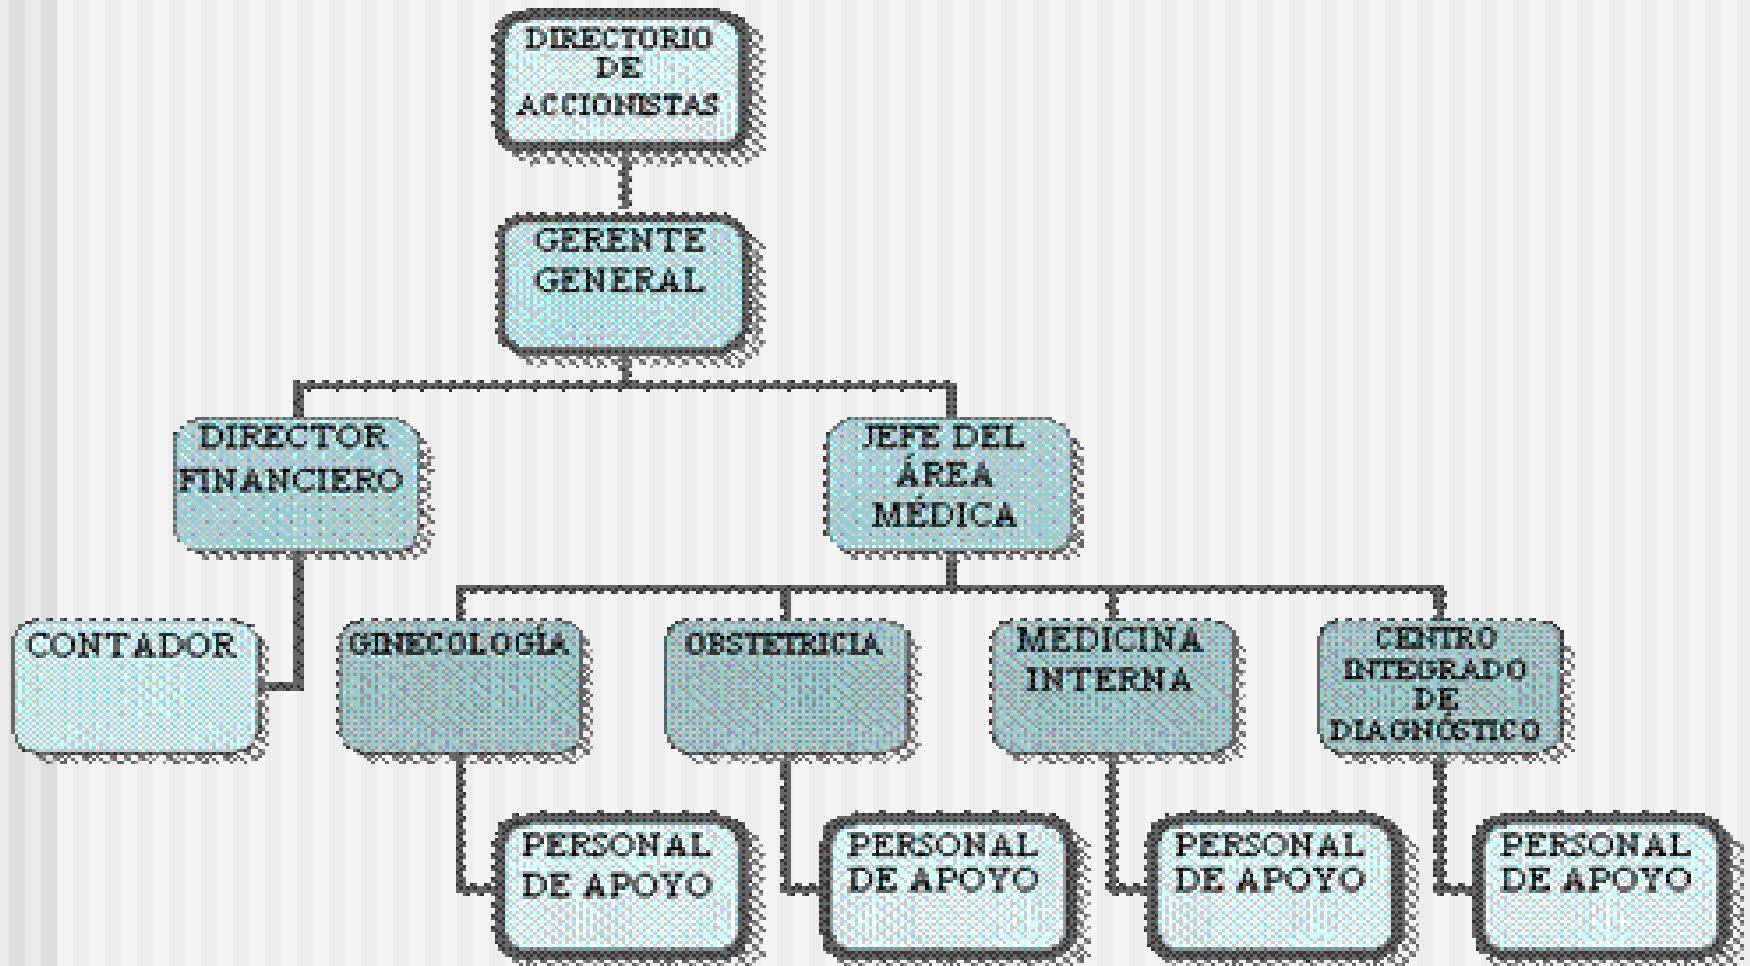 DIRECTORIO
DE
ACCIONISTAS
GERENTE
GENERAL
DIRECTOR
FINANCIERO
JEFE DEL
ÁREA
MÉDICA
CONTADOR
GINECOLOGÍA
OBSTETRICIA
MEDICINA
INTERNA
CENTRO
INTEGRADO
DE
DIAGNÓSTICO
PERSONAL
DE APOYO
PERSONAL
DE APOYO
PERSONAL
DE APOYO
PERSONAL
DE APOYO